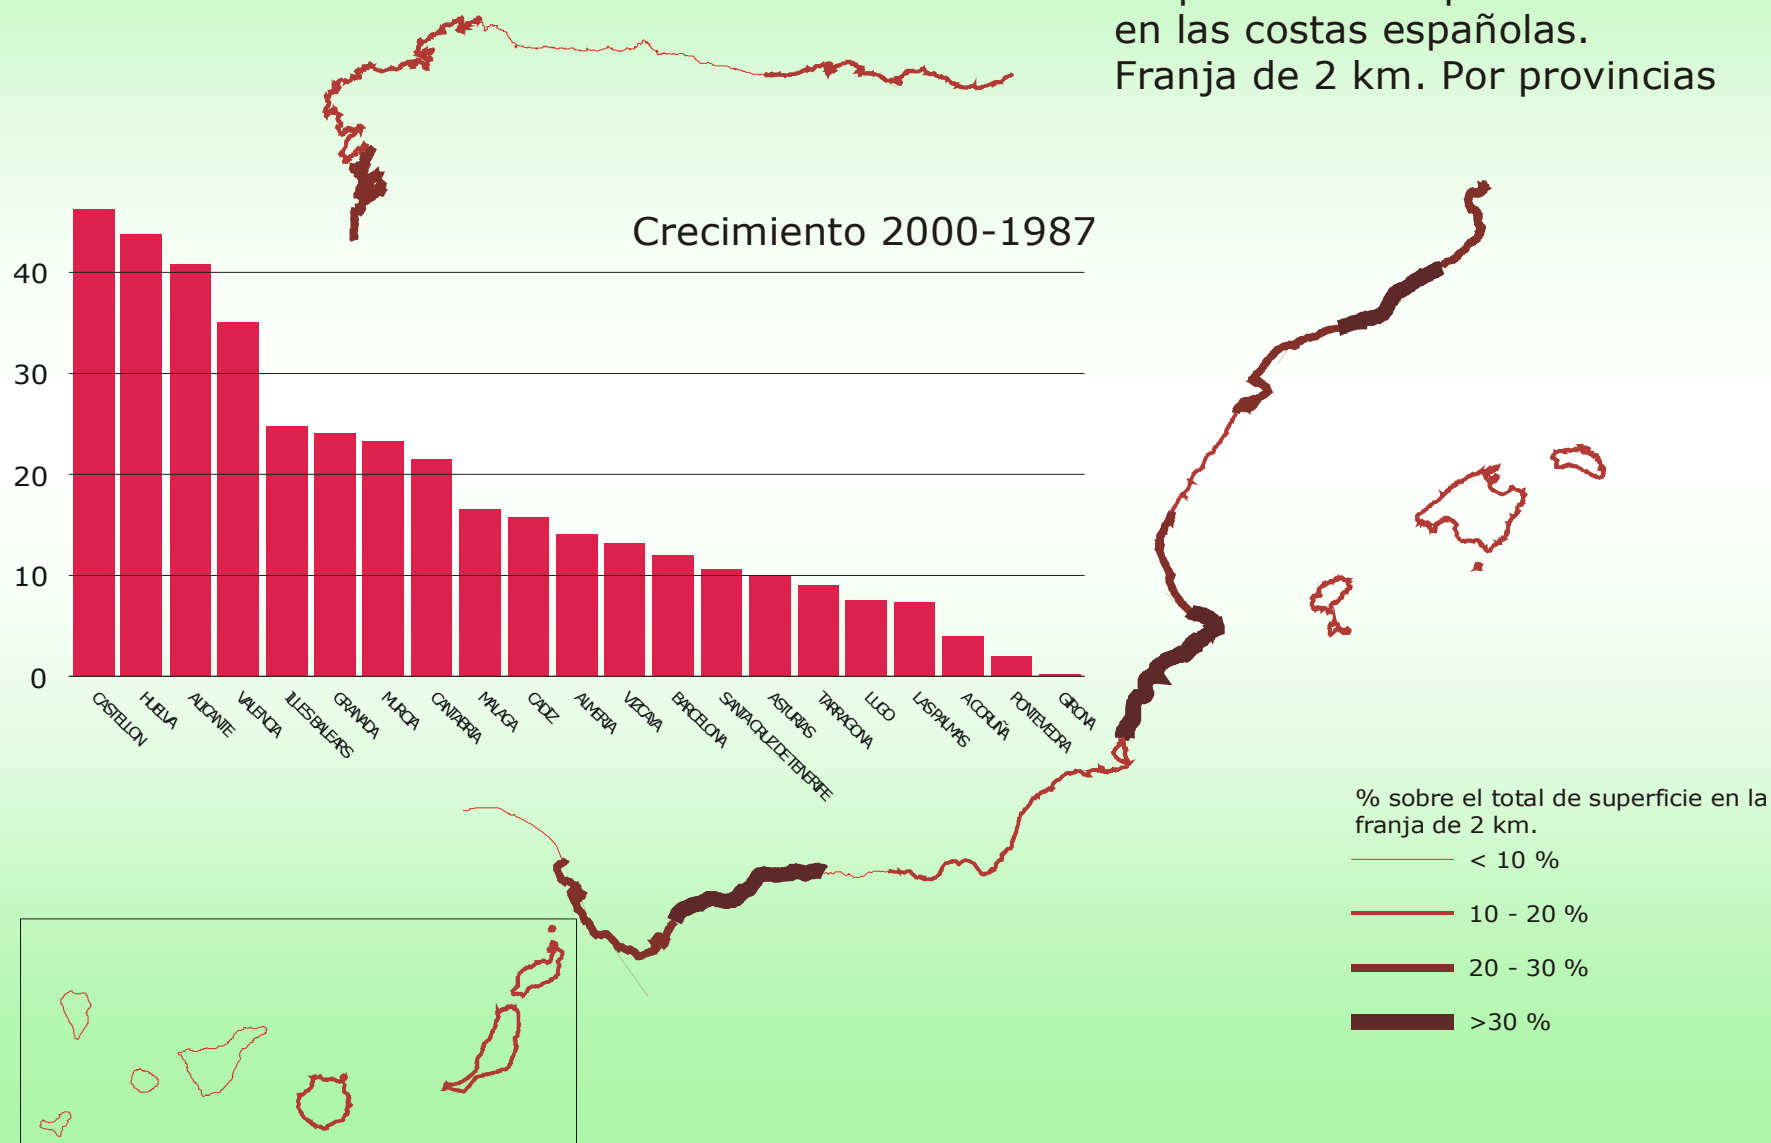 en las costas españolas.
Franja de 2 km. Por provincias
Crecimiento 2000-1987
40
30
20
10
0
CASTELLON
HUELVA
ALICANTE
VALENCIA
ILLES BALEARS
GRANADA
MURCIA
CANTABRIA
MALAGA
CADIZ
ALMERIA
VIZCAYA
BARCELONA
SANTA CRUZ DE TENERIFE
ASTURIAS
TARRAGONA
LUGO
LAS PALMAS
A CORUÑA
PONTEVEDRA
GIRONA
% sobre el total de superficie en la
franja de 2 km.
< 10 %
10 - 20 %
20 - 30 %
>30 %